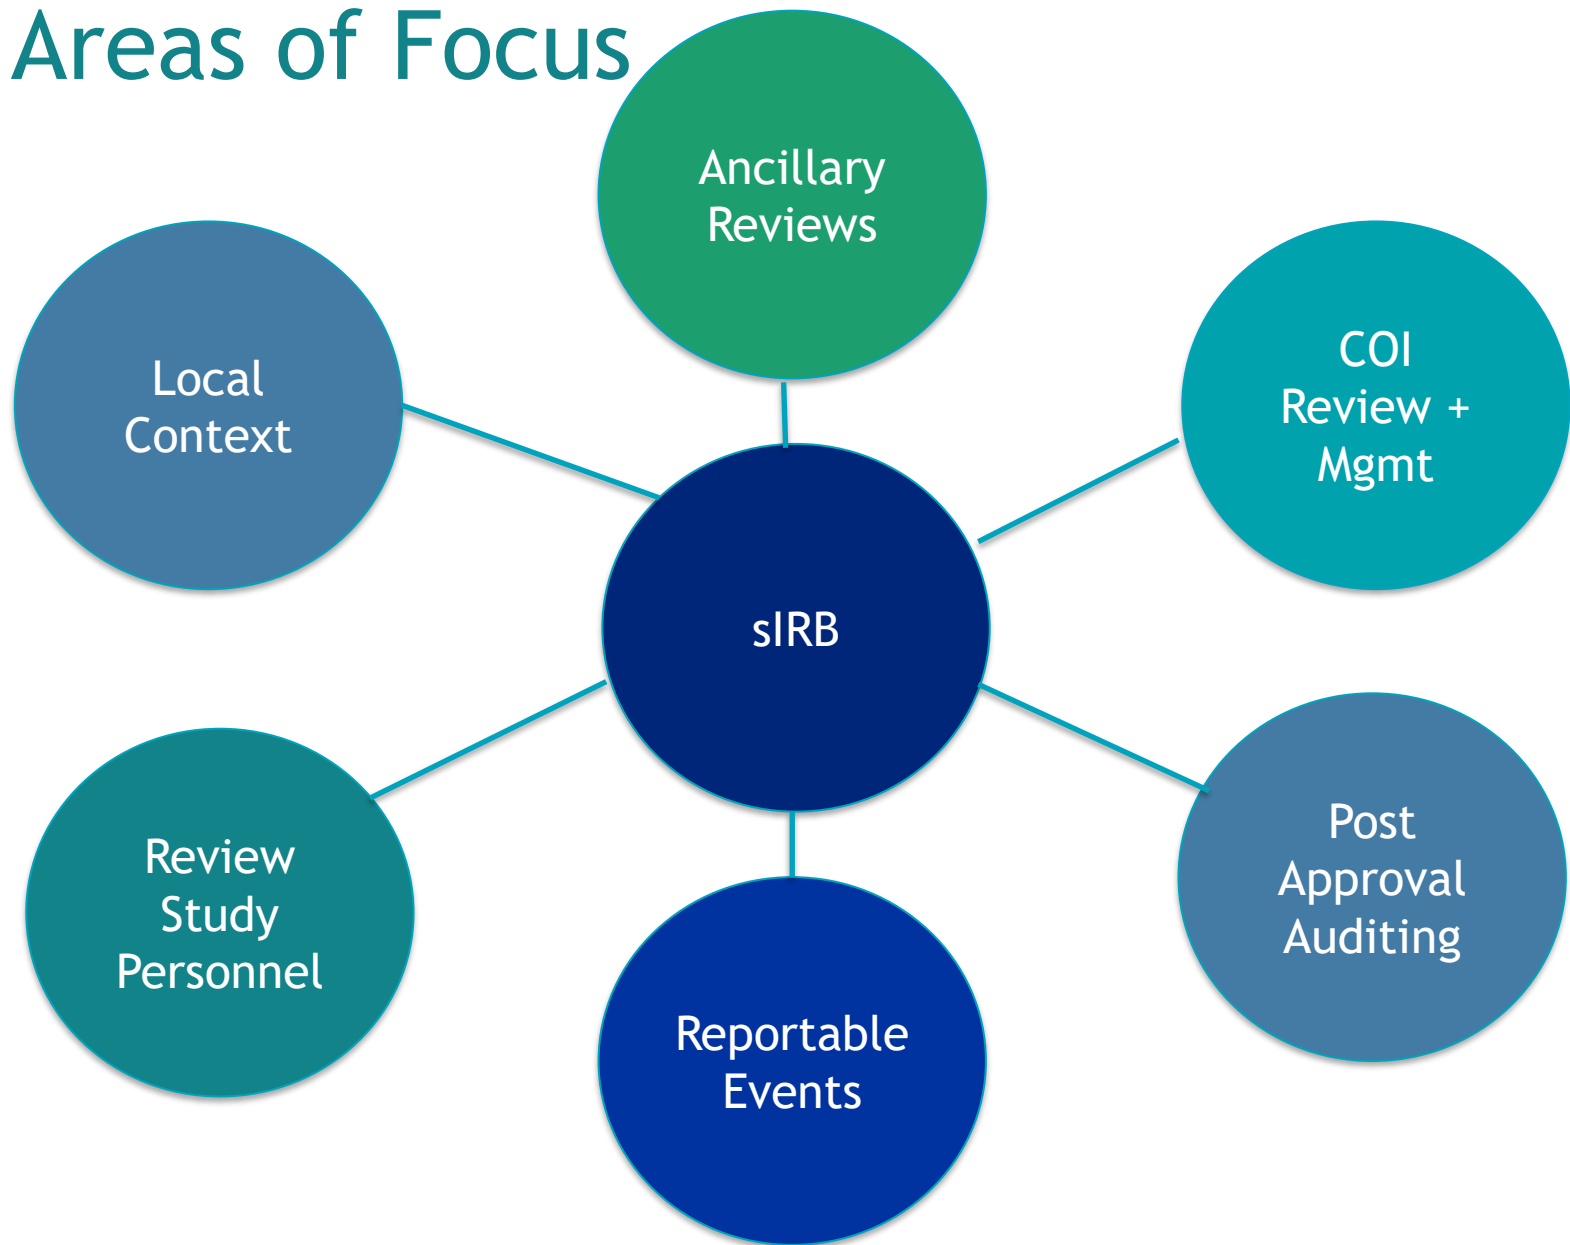 Areas of Focus
Ancillary
Reviews
Local
Context
COI
Review +
Mgmt
sIRB
Review
Study
Personnel
Post
Approval
Auditing
Reportable
Events